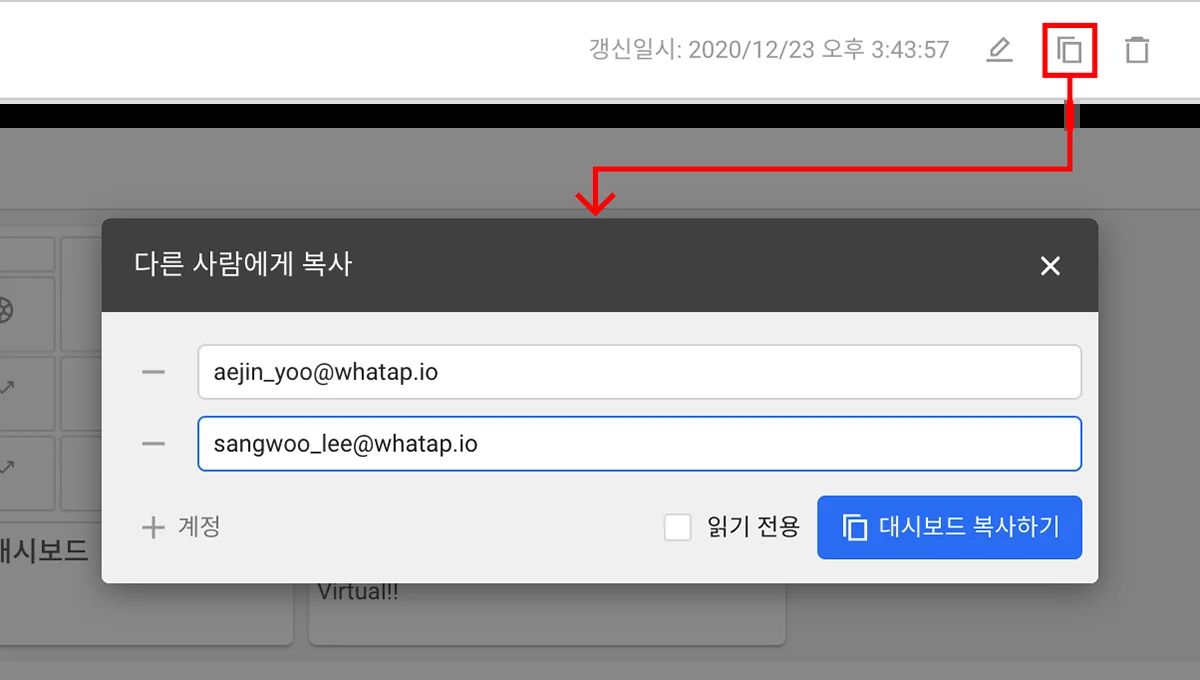 갱신일시: 2020/12/23 오후 3:43:57
다른 사람에게 복사
aejin_yoo@whatap.io
sangwoo_lee@whatap.io
계정
읽기 전용
대시보드 복사하기
대시보드
Virtual!!